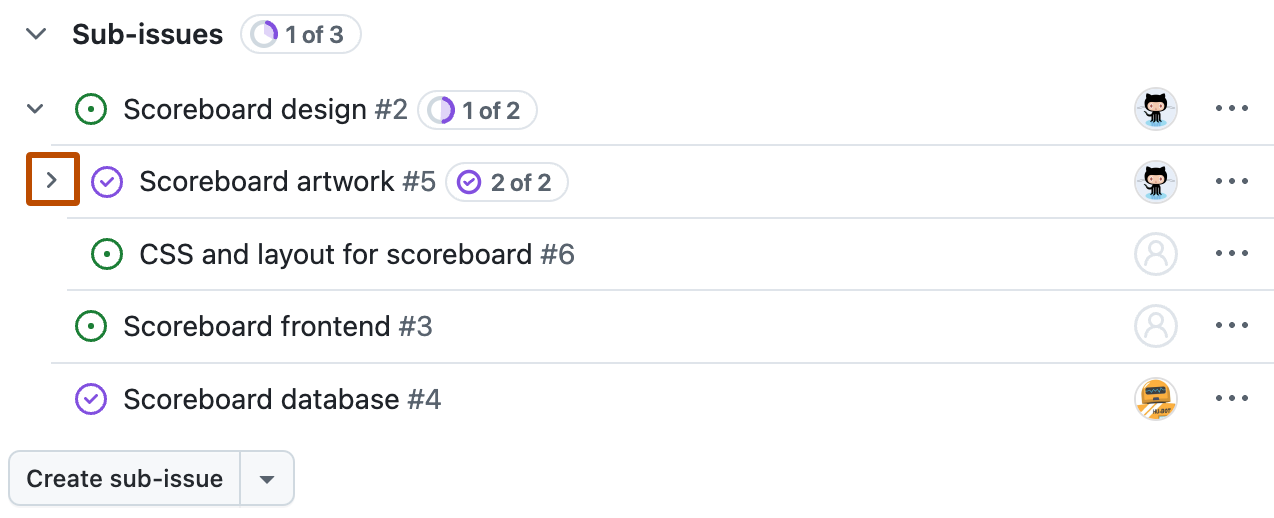 Sub-issues 1 of 3
Scoreboard design #2 1 of 2
Scoreboard artwork #5 2 of 2
CSS and layout for scoreboard #6
Scoreboard frontend #3
Scoreboard database #4
Create sub-issue